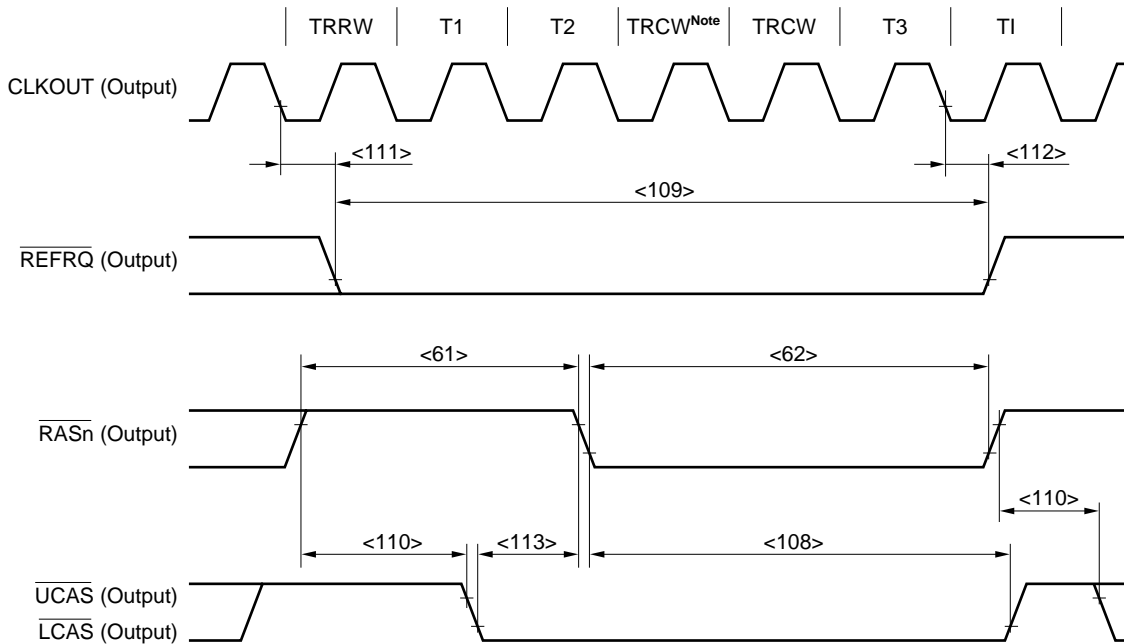 TRRW T1 T2 TRCWNote TRCW T3 TI
CLKOUT (Output)
<111> <112>
<109>
REFRQ (Output)
<61> <62>
RASn (Output)
<110>
<110> <113> <108>
UCAS (Output)
LCAS (Output)